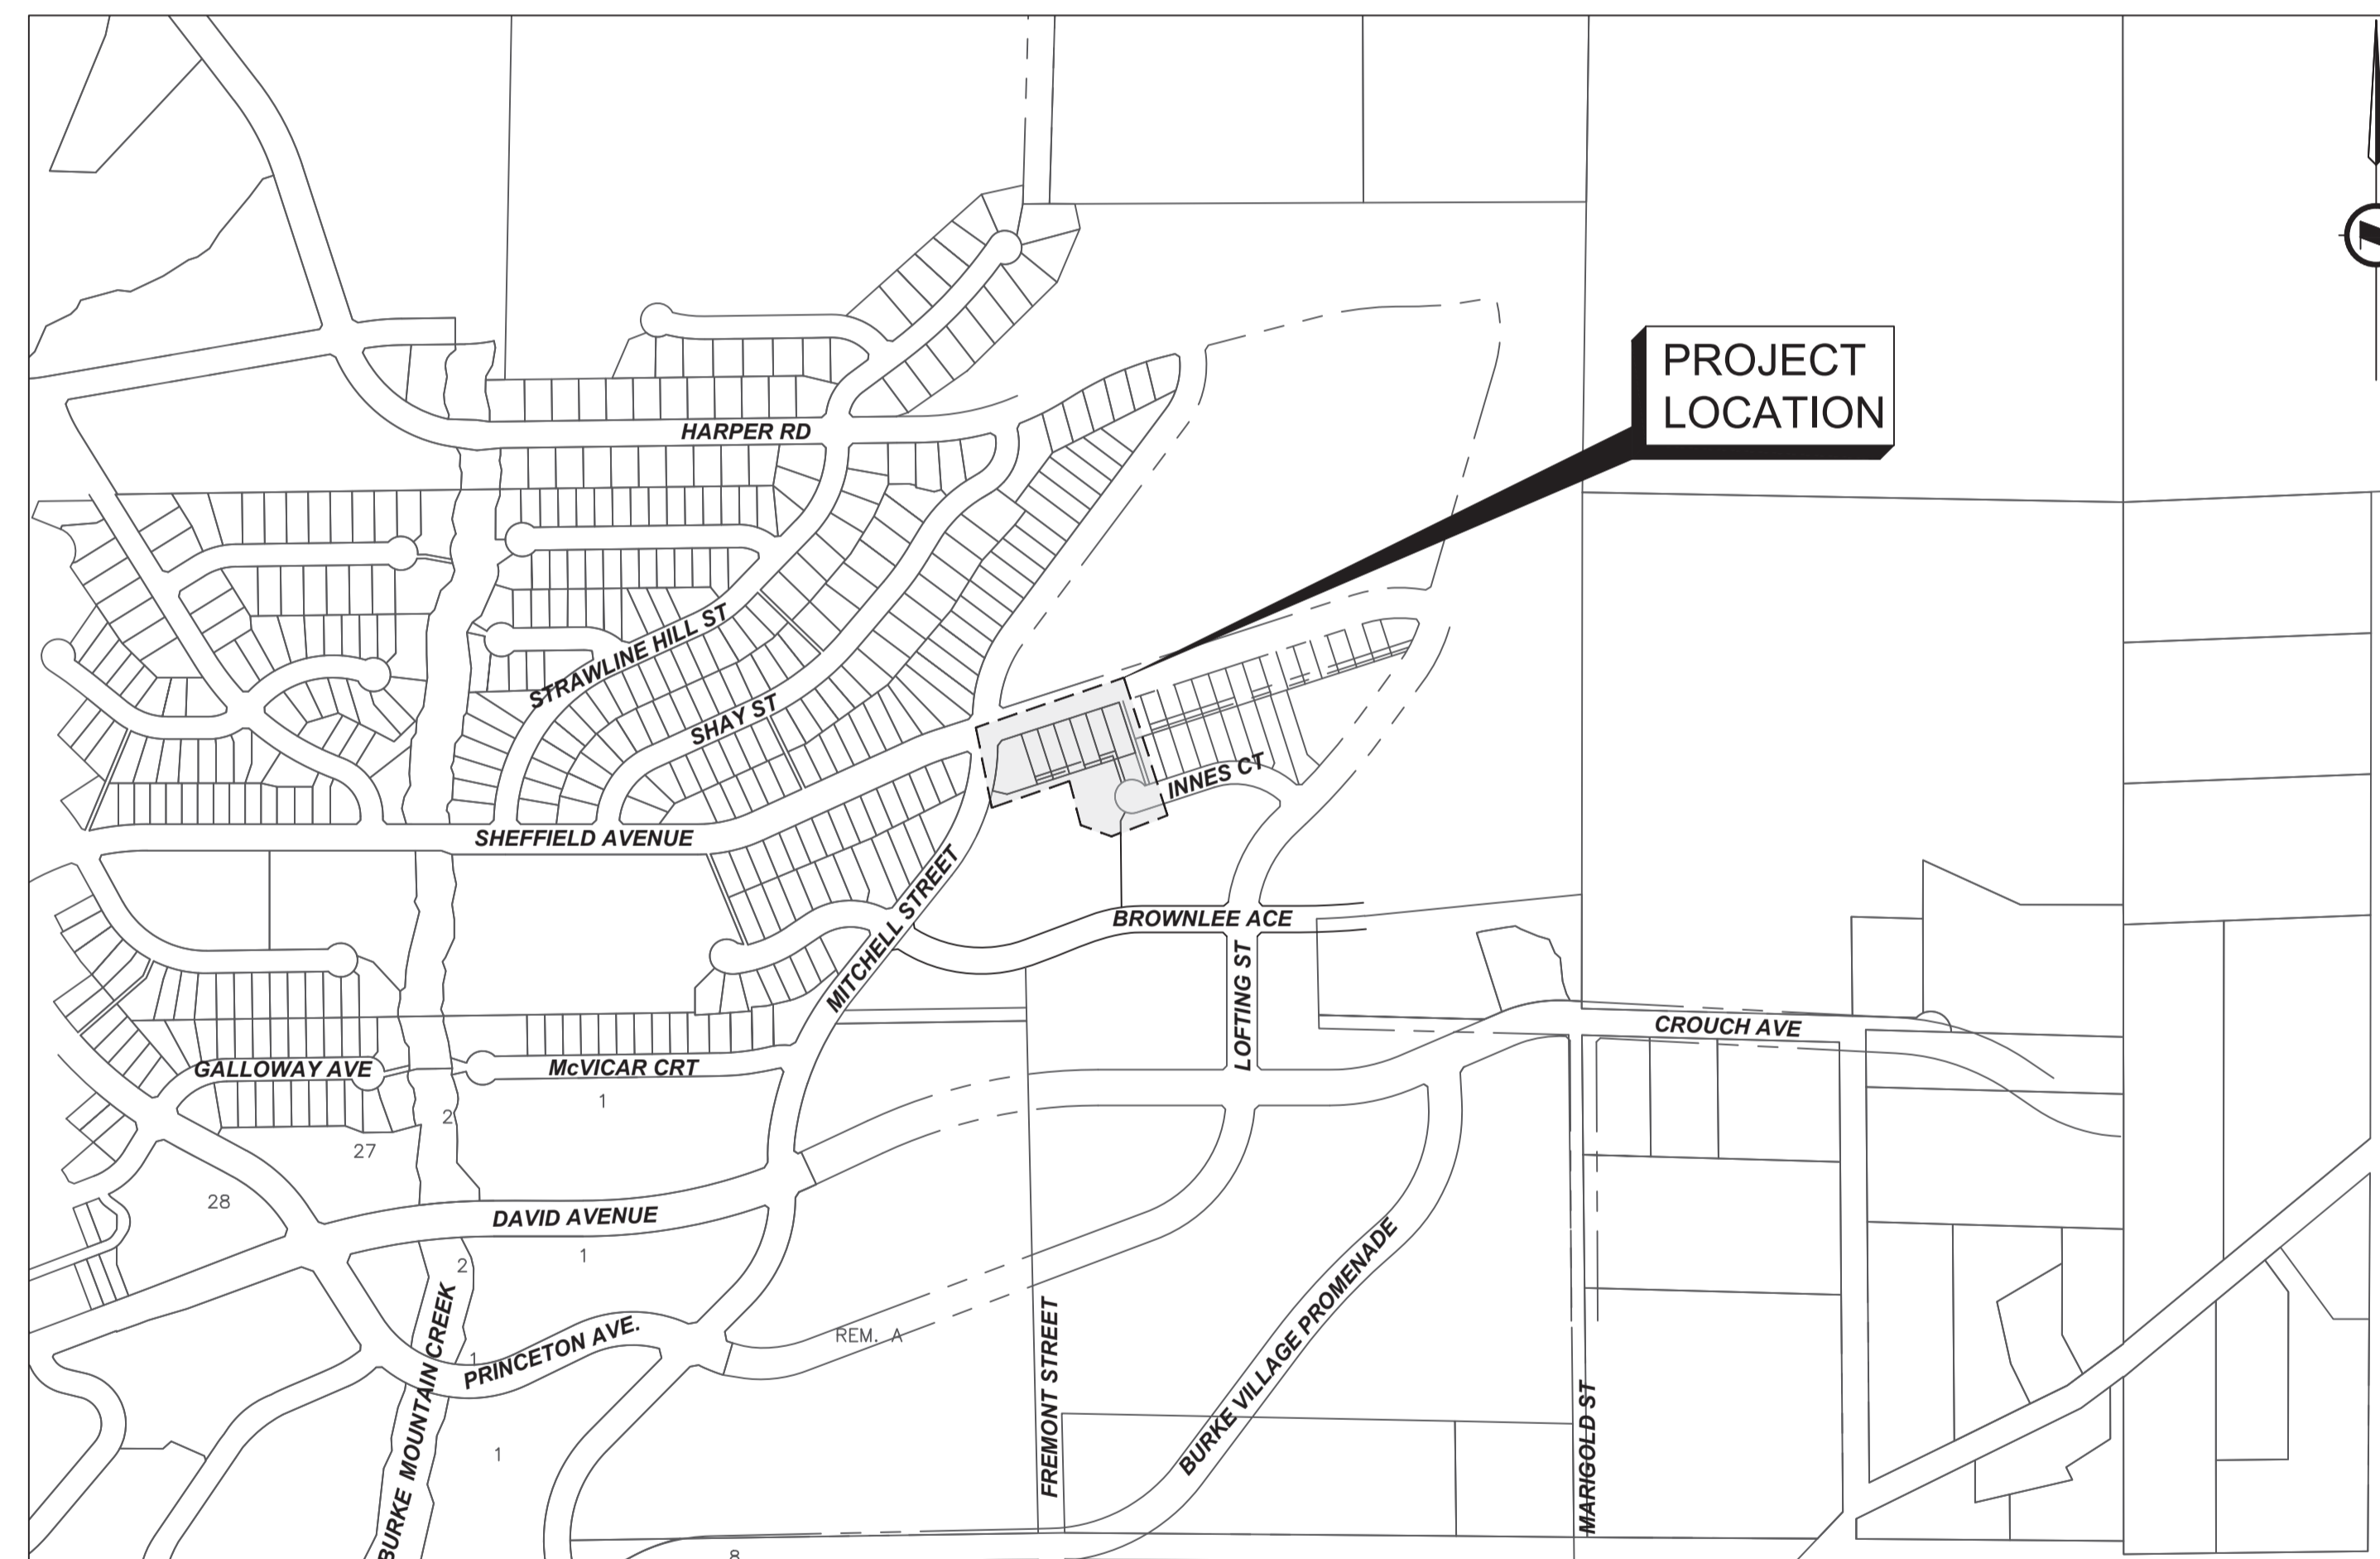 PROJECT
LOCATION
HARPER RD
STRAWLINE HILL ST
SHAY ST
INNES CT
SHEFFIELD AVENUE
MITCHELL STREET
BROWNLEE ACE
LOFTING ST
CROUCH AVE
GALLOWAY AVE
McVICAR CRT
1
2
27
28
DAVID AVENUE
1
2
BURKE MOUNTAIN CREEK
1
PRINCETON AVE.
REM. A
FREMONT STREET
BURKE VILLAGE PROMENADE
MARIGOLD ST
1
8